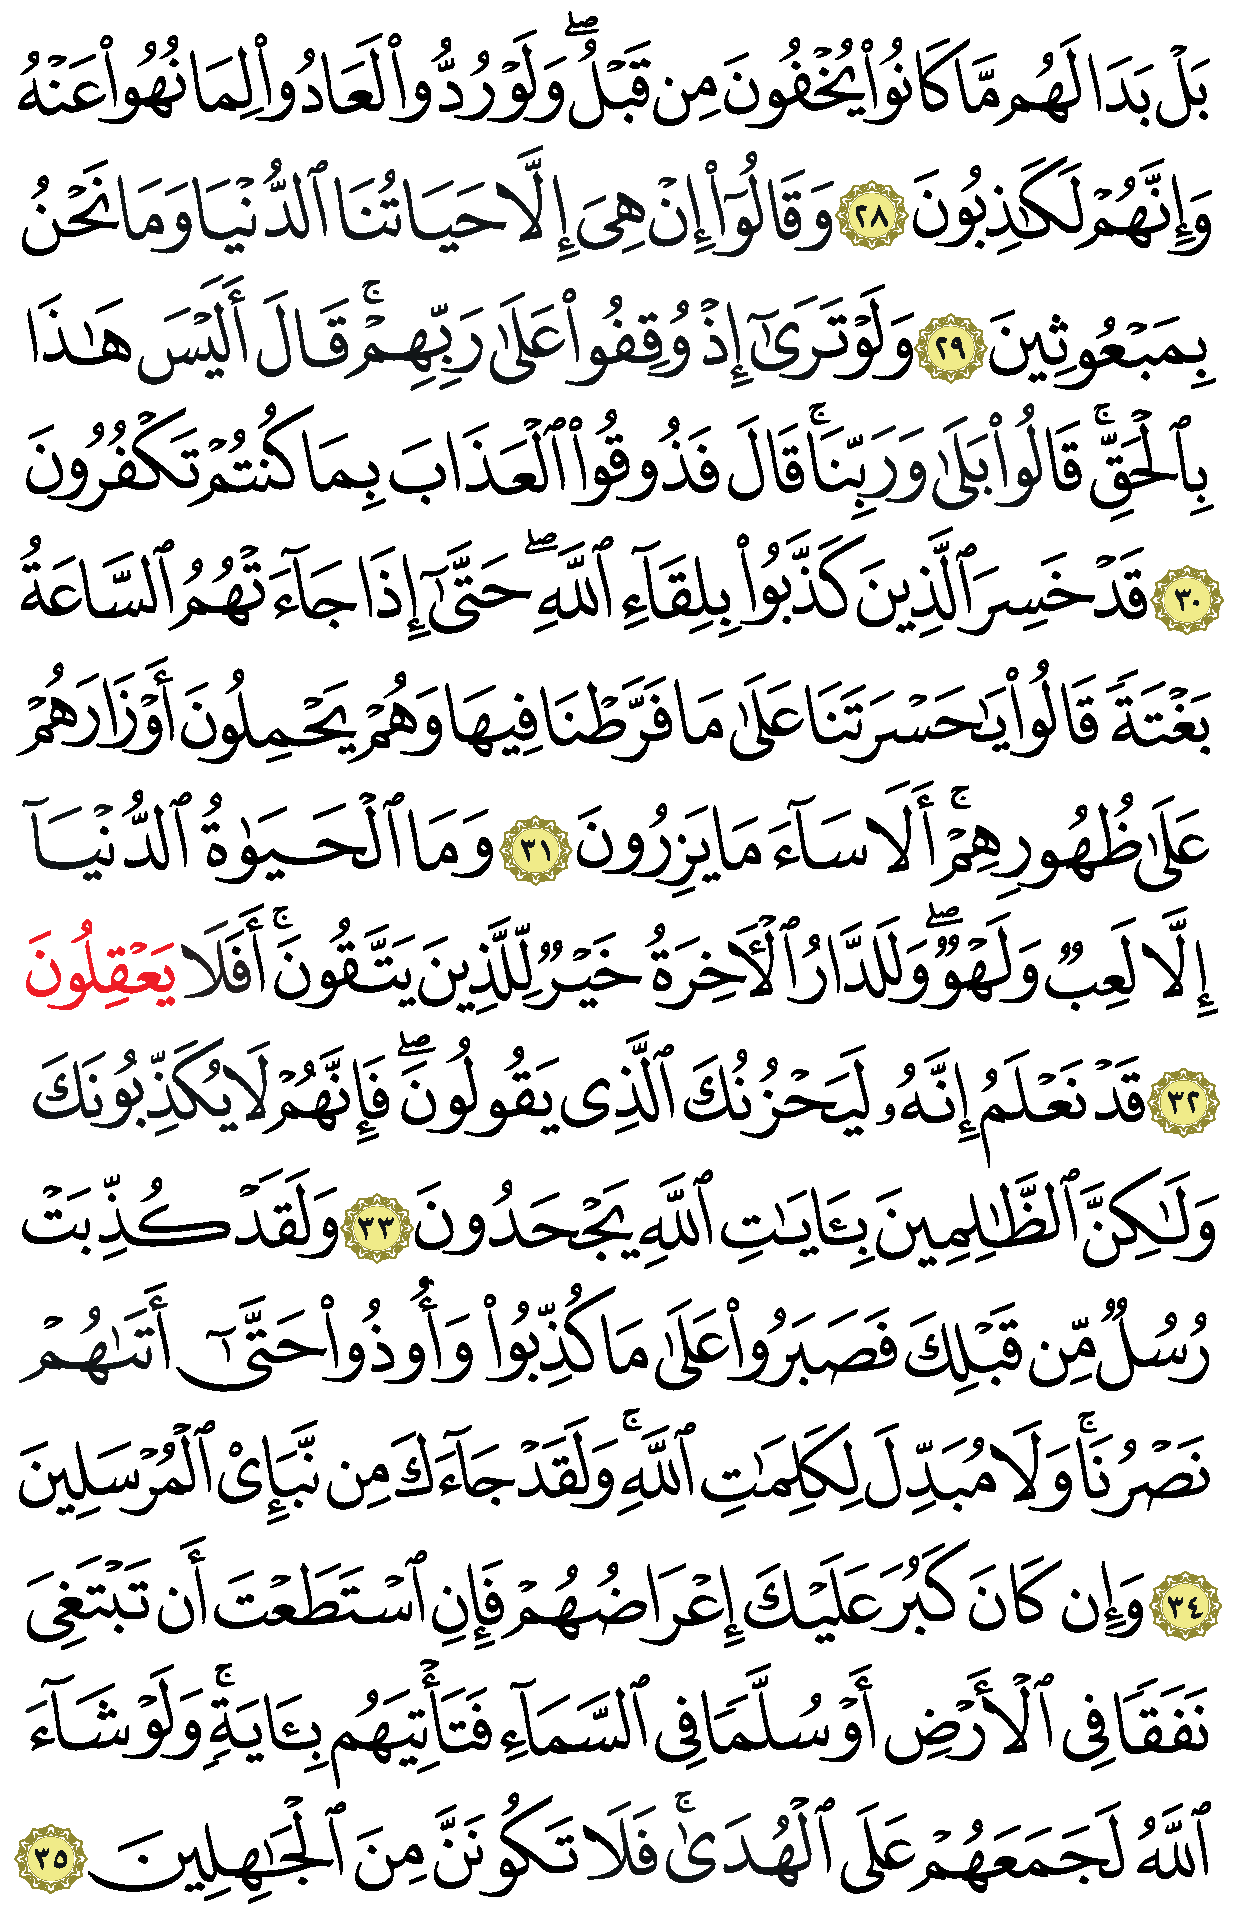 بَلْ بَدَا لَهُم مَّا كَانُوا۟ يُخْفُونَ مِن قَبْلُ ۖ وَلَوْ رُدُّوا۟ لَعَادُوا۟ لِمَا نُهُوا۟ عَنْهُ
وَإِنَّهُمْ لَكَـٰذِبُونَ ٢٨ وَقَالُوٓا۟ إِنْ هِىَ إِلَّا حَيَاتُنَا ٱلدُّنْيَا وَمَا نَحْنُ
بِمَبْعُوثِينَ ٢٩ وَلَوْ تَرَىٰٓ إِذْ وُقِفُوا۟ عَلَىٰ رَبِّهِمْ ۚ قَالَ أَلَيْسَ هَـٰذَا
بِٱلْحَقِّ ۚ قَالُوا۟ بَلَىٰ وَرَبِّنَا ۚ قَالَ فَذُوقُوا۟ ٱلْعَذَابَ بِمَا كُنتُمْ تَكْفُرُونَ
٣٠ قَدْ خَسِرَ ٱلَّذِينَ كَذَّبُوا۟ بِلِقَآءِ ٱللَّهِ ۖ حَتَّىٰٓ إِذَا جَآءَتْهُمُ ٱلسَّاعَةُ
بَغْتَةً قَالُوا۟ يَـٰحَسْرَتَنَا عَلَىٰ مَا فَرَّطْنَا فِيهَا وَهُمْ يَحْمِلُونَ أَوْزَارَهُمْ
عَلَىٰ ظُهُورِهِمْ ۚ أَلَا سَآءَ مَا يَزِرُونَ ٣١ وَمَا ٱلْحَيَوٰةُ ٱلدُّنْيَآ
إِلَّا لَعِبٌ وَلَهْوٌ ۖ وَلَلدَّارُ ٱلْـَٔاخِرَةُ خَيْرٌ لِّلَّذِينَ يَتَّقُونَ ۚ أَفَلَا يَعْقِلُونَ
٣٢ قَدْ نَعْلَمُ إِنَّهُۥ لَيَحْزُنُكَ ٱلَّذِى يَقُولُونَ ۖ فَإِنَّهُمْ لَا يُكَذِّبُونَكَ
وَلَـٰكِنَّ ٱلظَّـٰلِمِينَ بِـَٔايَـٰتِ ٱللَّهِ يَجْحَدُونَ ٣٣ وَلَقَدْ كُذِّبَتْ
رُسُلٌ مِّن قَبْلِكَ فَصَبَرُوا۟ عَلَىٰ مَا كُذِّبُوا۟ وَأُوذُوا۟ حَتَّىٰٓ أَتَىٰهُمْ
نَصْرُنَا ۚ وَلَا مُبَدِّلَ لِكَلِمَـٰتِ ٱللَّهِ ۚ وَلَقَدْ جَآءَكَ مِن نَّبَإِى۟ ٱلْمُرْسَلِينَ
٣٤ وَإِن كَانَ كَبُرَ عَلَيْكَ إِعْرَاضُهُمْ فَإِنِ ٱسْتَطَعْتَ أَن تَبْتَغِىَ
نَفَقًا فِى ٱلْأَرْضِ أَوْ سُلَّمًا فِى ٱلسَّمَآءِ فَتَأْتِيَهُم بِـَٔايَةٍ ۚ وَلَوْ شَآءَ
ٱللَّهُ لَجَمَعَهُمْ عَلَى ٱلْهُدَىٰ ۚ فَلَا تَكُونَنَّ مِنَ ٱلْجَـٰهِلِينَ ٣٥